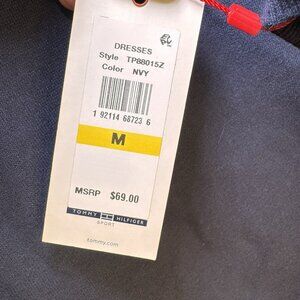 DRESSES
Style TP88015Z
Color NVY
1 92114 68723 6
M
MSRP $69.00
TOMMY HILFIGER
SPORT
tommy.com